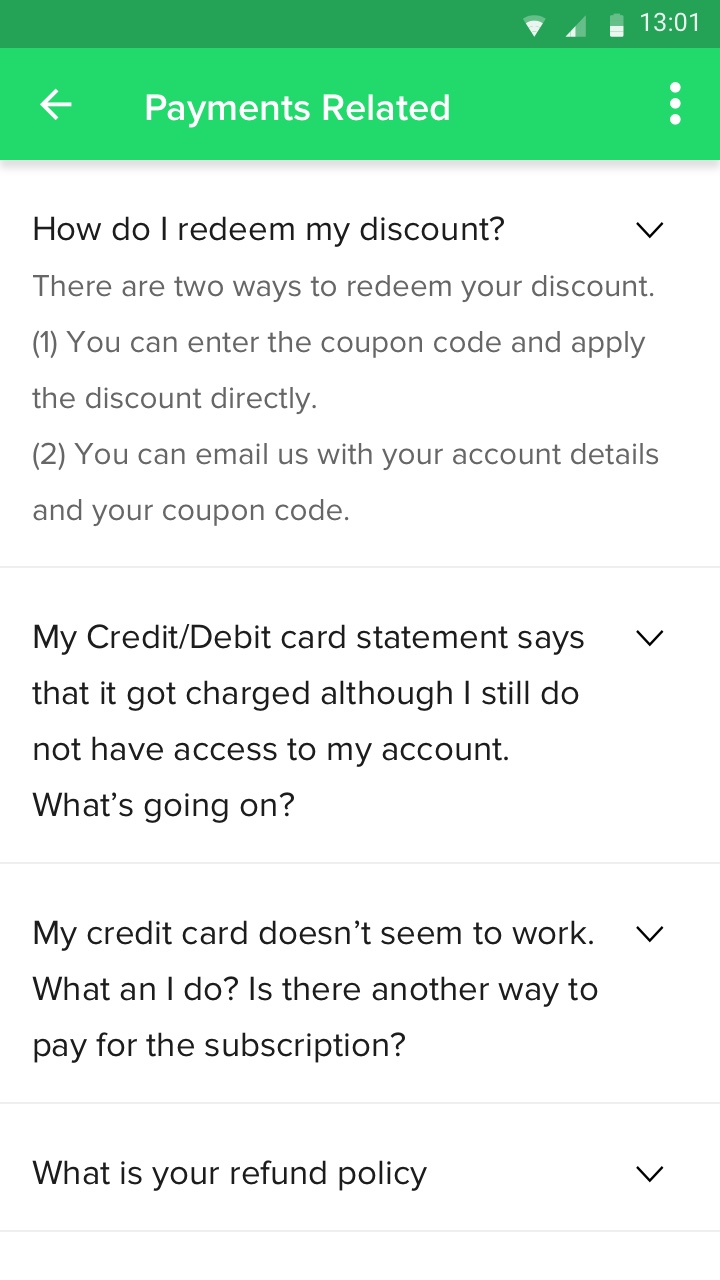 13:01
Payments Related
How do I redeem my discount?
There are two ways to redeem your discount.
(1) You can enter the coupon code and apply
the discount directly.
(2) You can email us with your account details
and your coupon code.
My Credit/Debit card statement says
that it got charged although I still do
not have access to my account.
What’s going on?
My credit card doesn’t seem to work.
What an I do? Is there another way to
pay for the subscription?
What is your refund policy